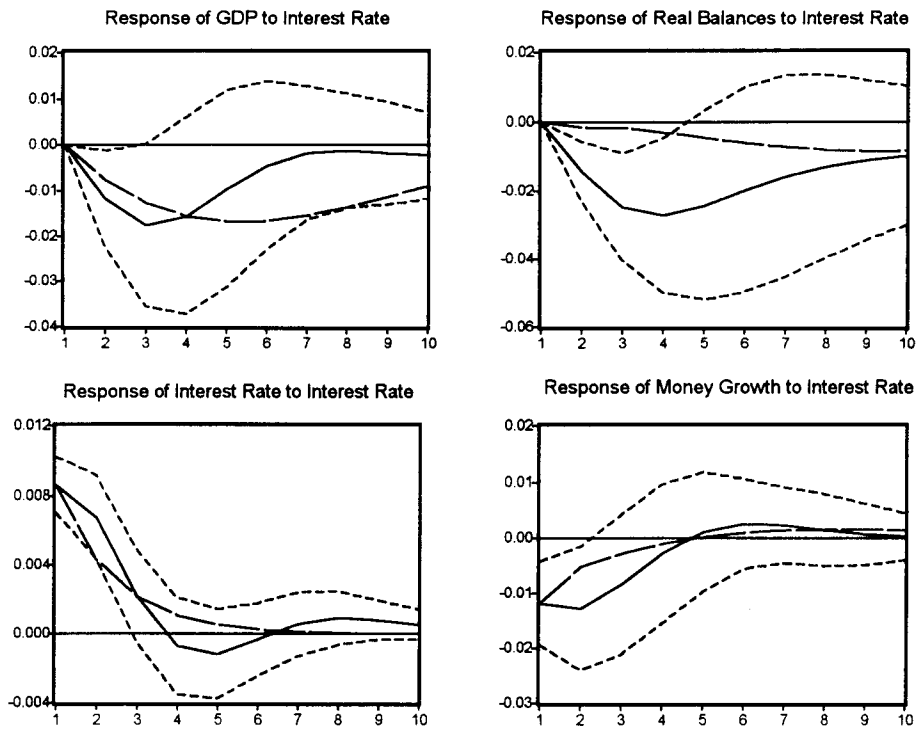 Response of GDP to Interest Rate
0.02
0.01
0.00
-0.01
-0.02
-0.03
-0.04
1 2 3 4 5 6 7 8 9 10
Response of Real Balances to Interest Rate
0.02
0.00
-0.02
-0.04
-0.06
1 2 3 4 5 6 7 8 9 10
Response of Interest Rate to Interest Rate
0.012
0.008
0.004
0.000
-0.004
1 2 3 4 5 6 7 8 9 10
Response of Money Growth to Interest Rate
0.02
0.01
0.00
-0.01
-0.02
-0.03
1 2 3 4 5 6 7 8 9 10